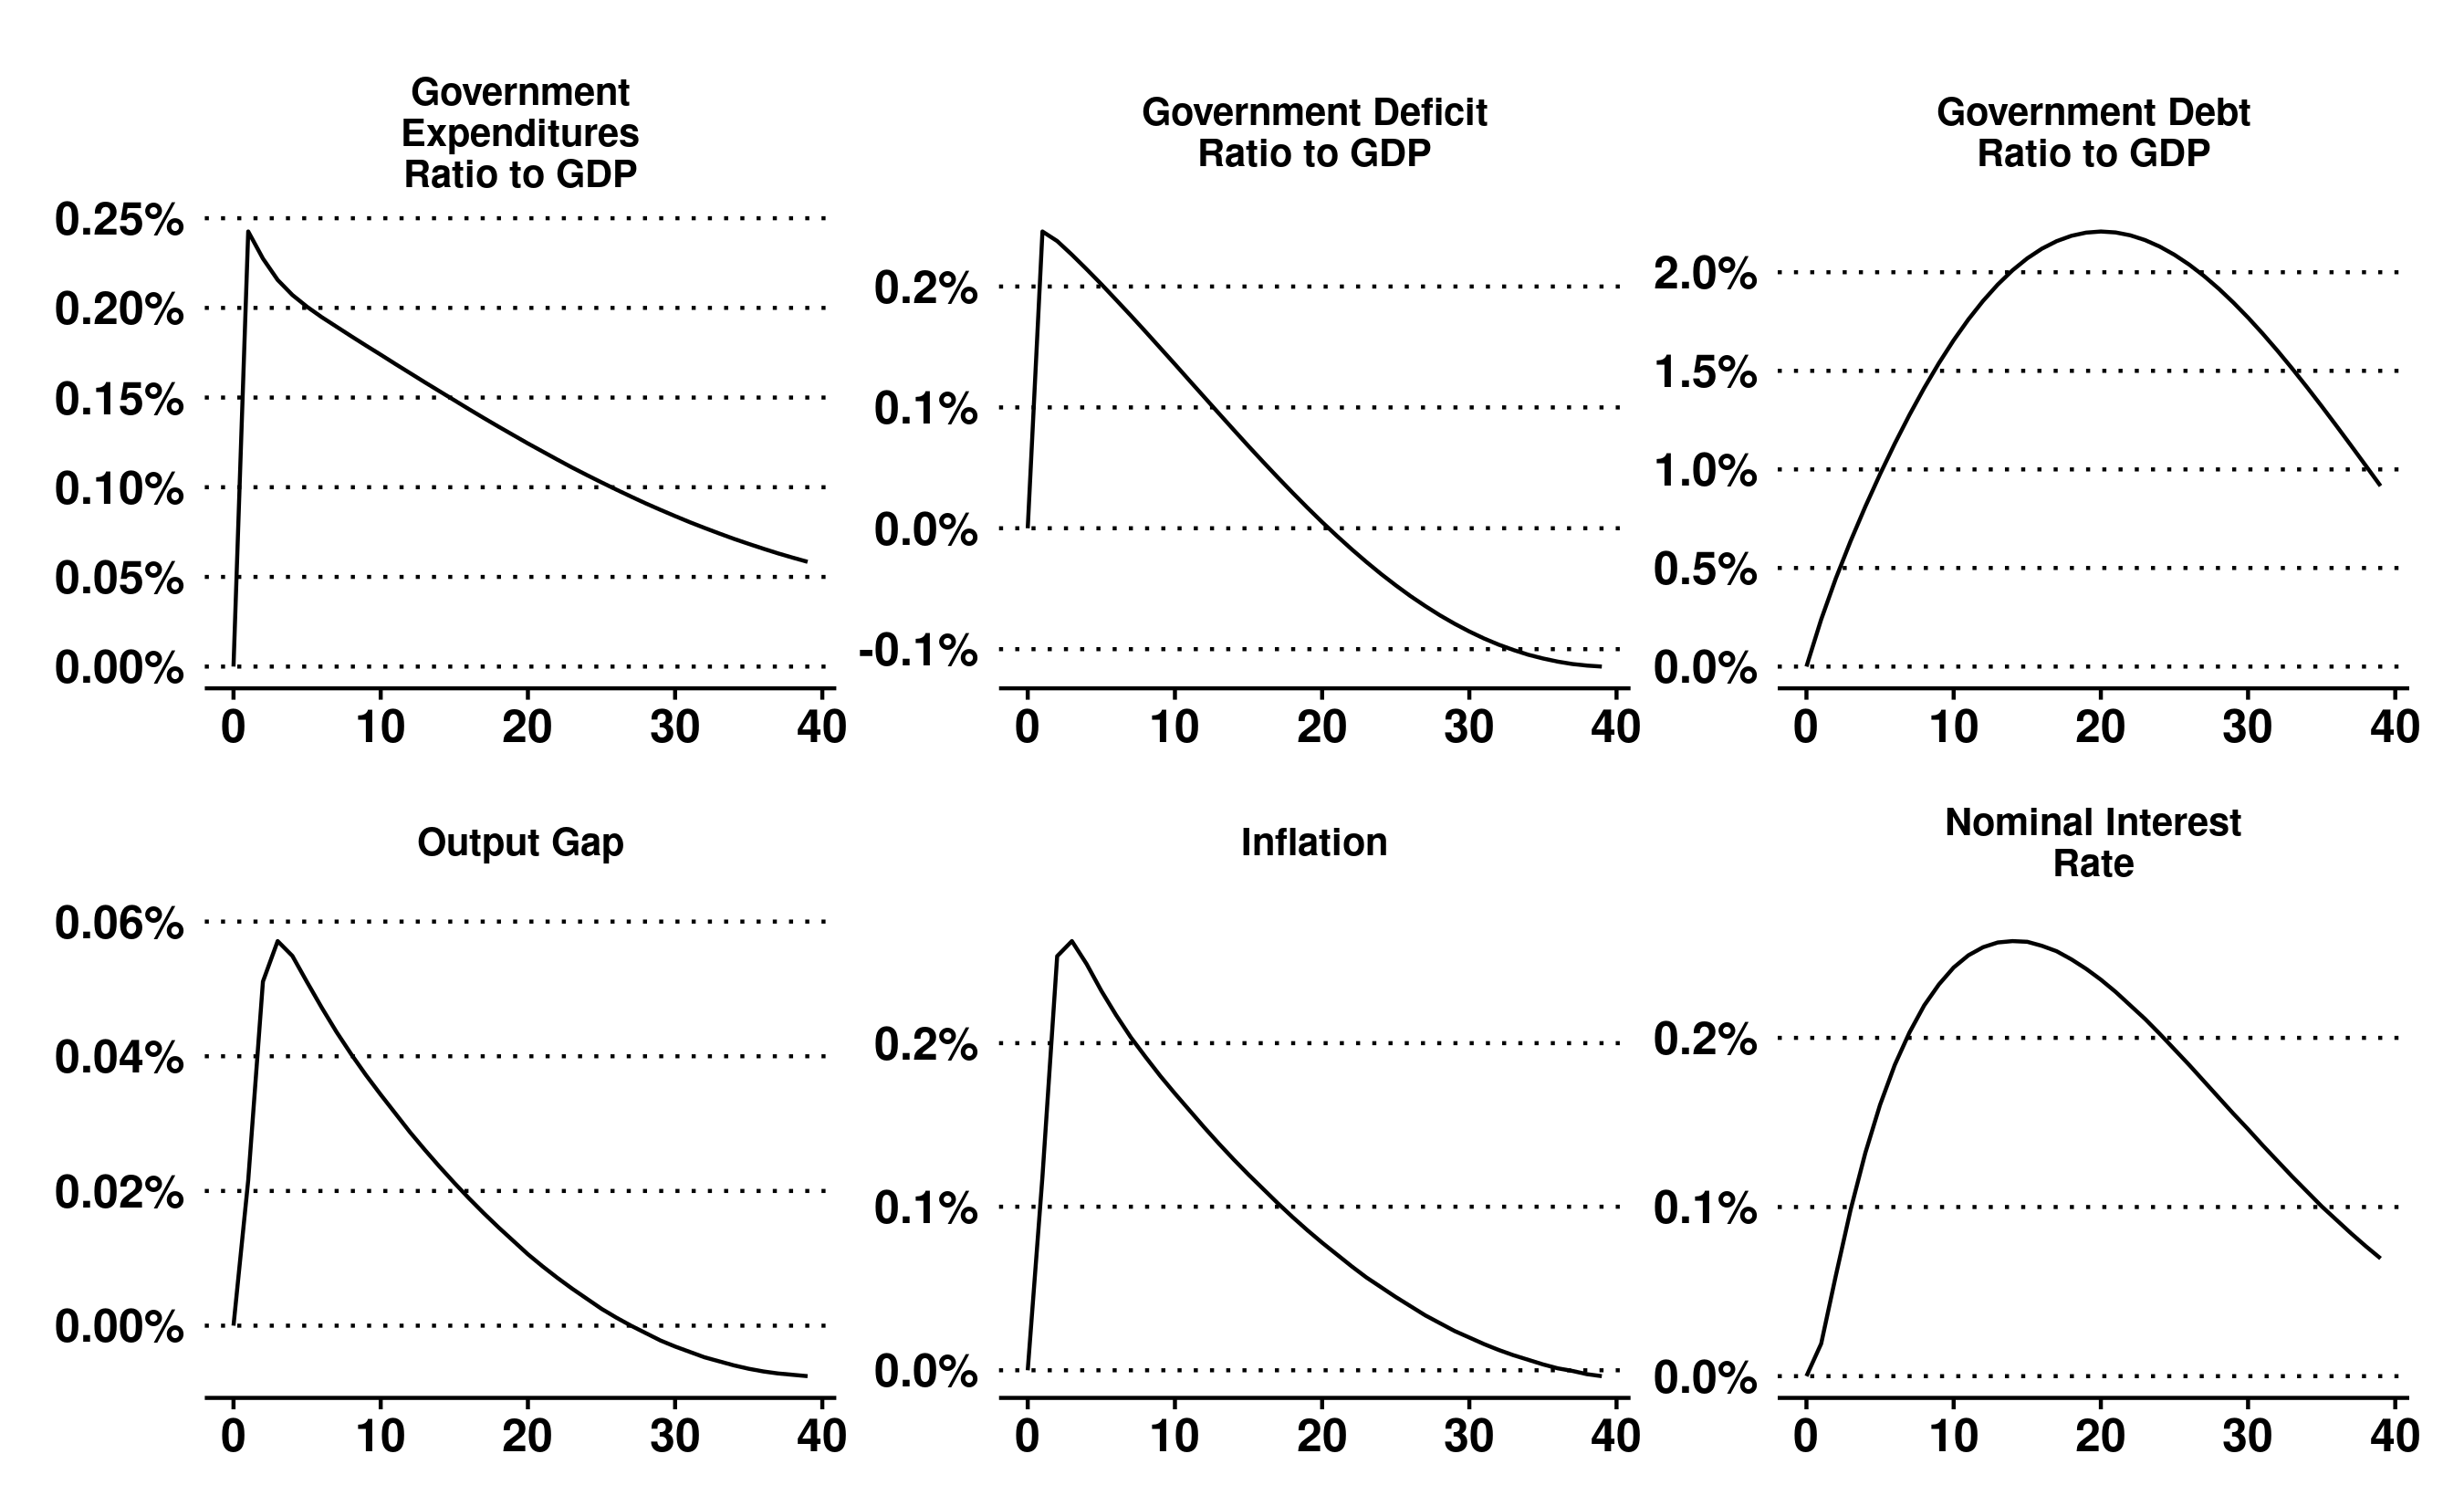 Government
Expenditures
Ratio to GDP
0.25%
0.20%
0.15%
0.10%
0.05%
0.00%
0 10 20 30 40
Government Deficit
Ratio to GDP
0.2%
0.1%
0.0%
-0.1%
0 10 20 30 40
Government Debt
Ratio to GDP
2.0%
1.5%
1.0%
0.5%
0.0%
0 10 20 30 40
Output Gap
0.06%
0.04%
0.02%
0.00%
0 10 20 30 40
Inflation
0.2%
0.1%
0.0%
0 10 20 30 40
Nominal Interest
Rate
0.2%
0.1%
0.0%
0 10 20 30 40